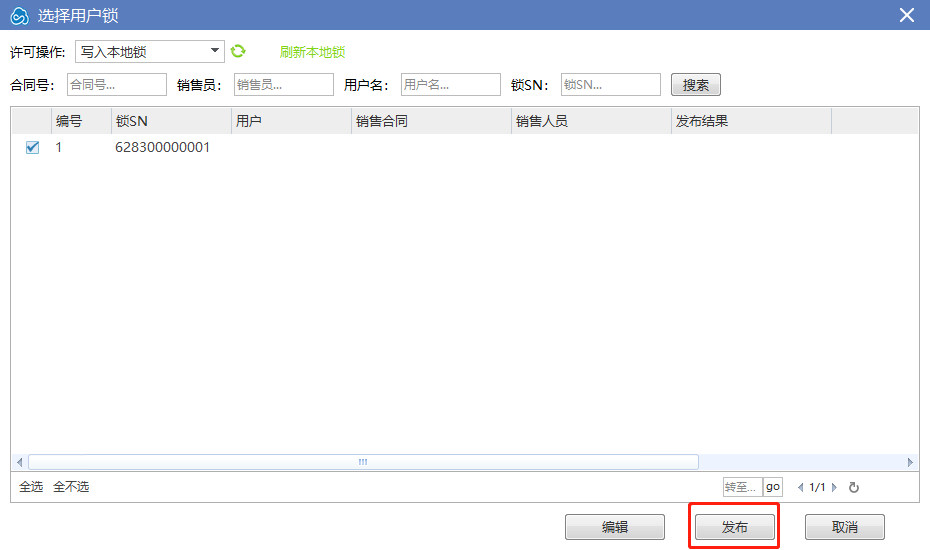 选择用户锁
许可操作: 写入本地锁 刷新本地锁
合同号: 合同号... 销售员: 销售员... 用户名: 用户名... 锁SN: 锁SN... 搜索
编号 锁SN 用户 销售合同 销售人员 发布结果
1 628300000001
全选 全不选 转至... go 1/1
编辑 发布 取消